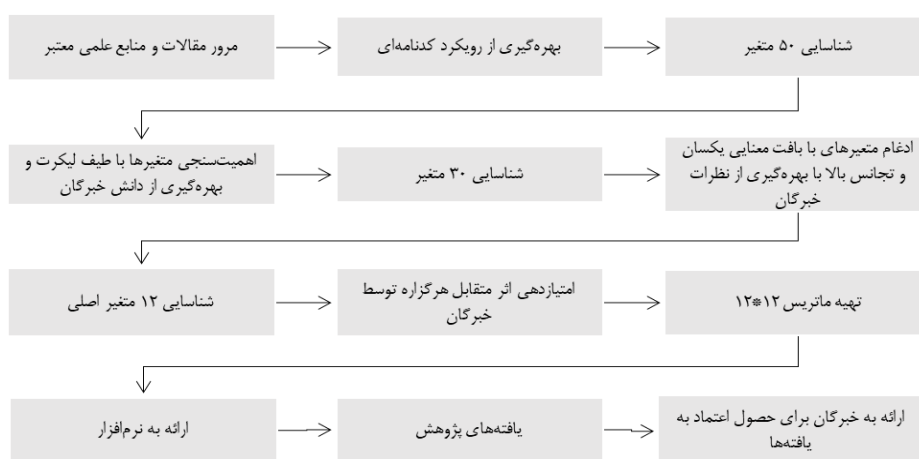 مرور مقالات و منابع علمی معتبر
بهره‌گیری از رویکرد کدنامه‌ای
شناسایی ۵۰ متغیر
اهمیت‌سنجی متغیرها با طیف لیکرت و
بهره‌گیری از دانش خبرگان
شناسایی ۳۰ متغیر
ادغام متعیرهای با بافت معنایی یکسان
و تجانس بالا با بهره‌گیری از نظرات
خبرگان
شناسایی ۱۲ متغیر اصلی
امتیازدهی اثر متقابل هرگزاره توسط
خبرگان
تهیه ماتریس ۱۲*۱۲
ارائه به نرم‌افزار
یافته‌های پژوهش
ارائه به خبرگان برای حصول اعتماد به
یافته‌ها